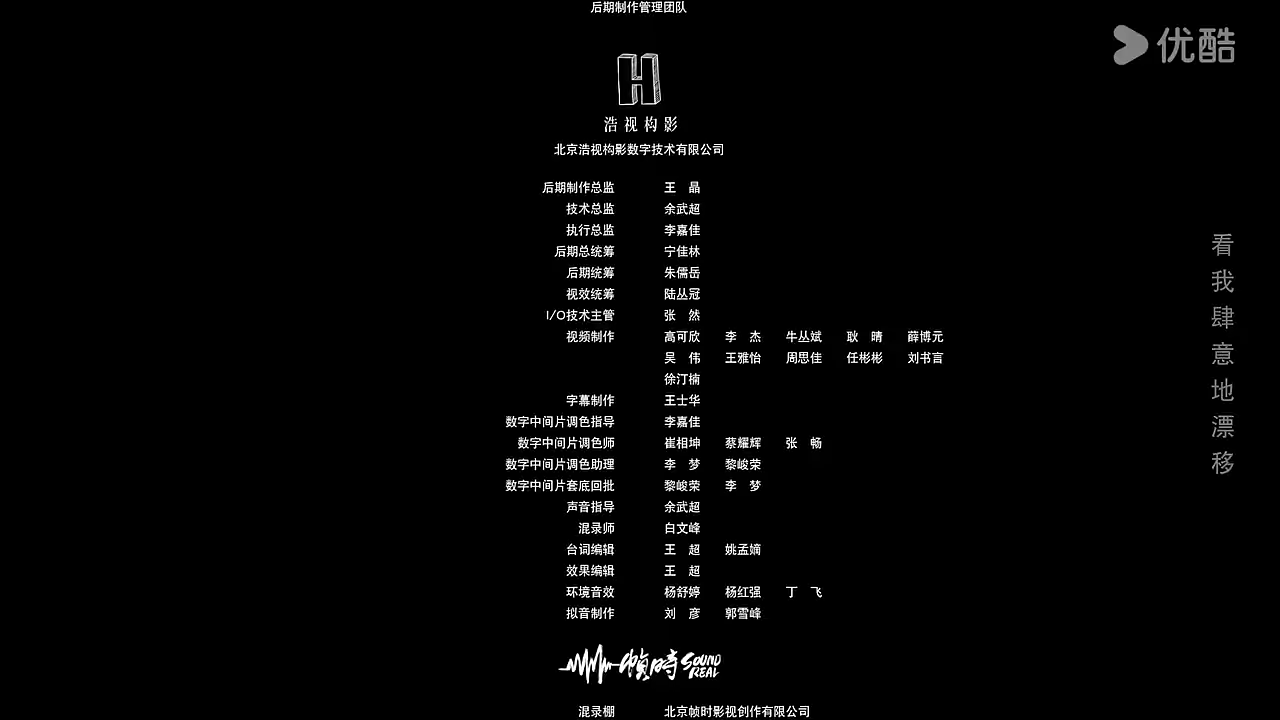 后期制作管理团队
优酷
H
浩视构影
北京浩视构影数字技术有限公司
后期制作总监 王 晶
技术总监 余武超
执行总监 李嘉佳
后期总统筹 宁佳林
后期统筹 朱儒岳
视效统筹 陆丛冠
I/O技术主管 张 然
视频制作 高可欣 李 杰 牛丛斌 耿 晴 薛博元
吴 伟 王雅怡 周思佳 任彬彬 刘书言
徐汀楠
字幕制作 王士华
数字中间片调色指导 李嘉佳
数字中间片调色师 崔相坤 蔡耀辉 张 畅
数字中间片调色助理 李 梦 黎峻荣
数字中间片套底回批 黎峻荣 李 梦
声音指导 余武超
混录师 白文峰
台词编辑 王 超 姚孟嫡
效果编辑 王 超
环境音效 杨舒婷 杨红强 丁 飞
拟音制作 刘 彦 郭雪峰
帧時 SOUND REAL
混录棚 北京帧时影视创作有限公司
看我肆意地漂移